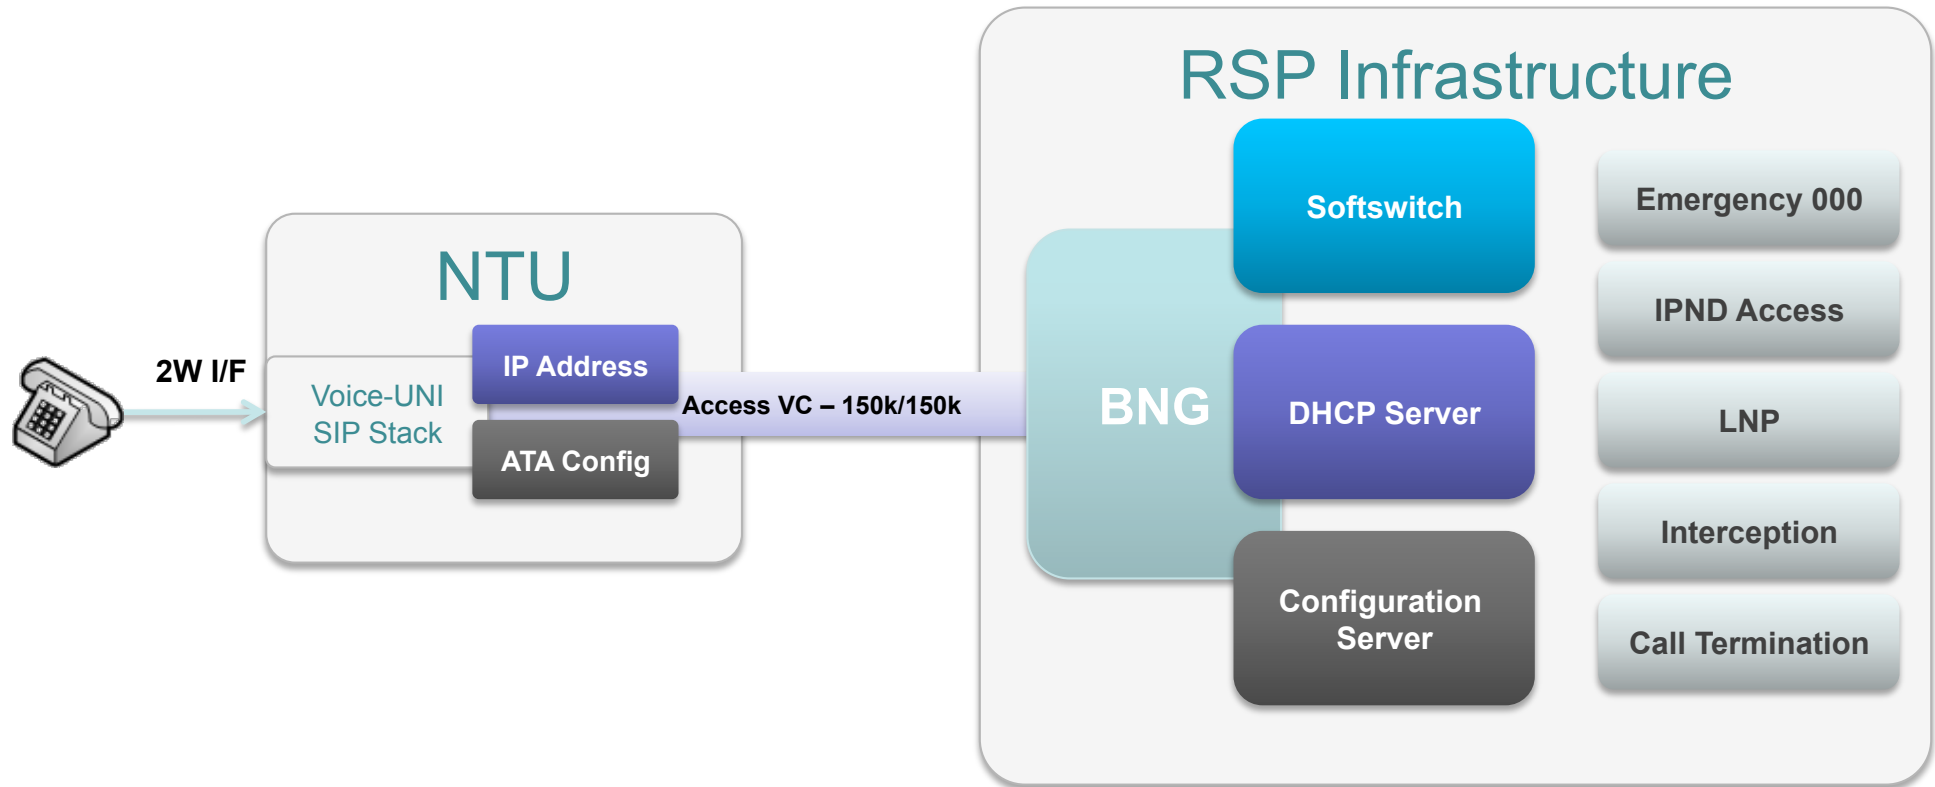 RSP Infrastructure
NTU
2W I/F
Voice-UNI
SIP Stack
IP Address
ATA Config
Access VC – 150k/150k
BNG
Softswitch
DHCP Server
Configuration
Server
Emergency 000
IPND Access
LNP
Interception
Call Termination